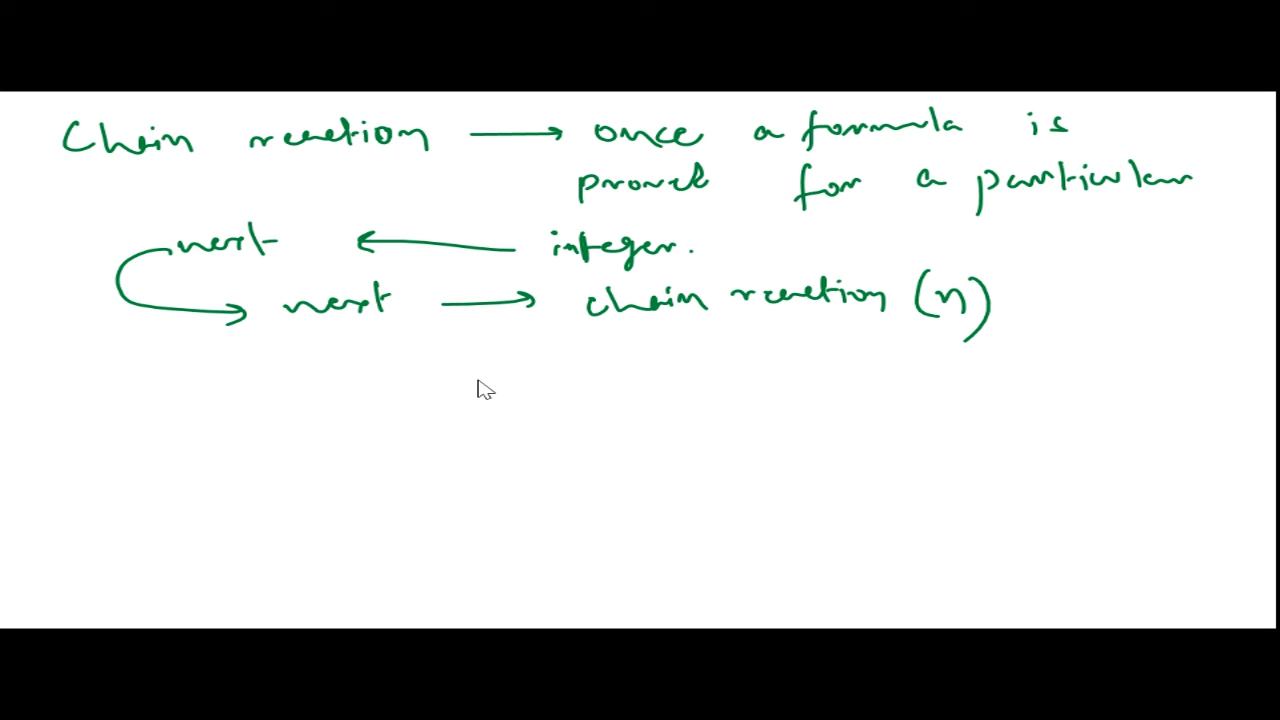 Chain reaction → once a formula is
proved for a particular
next ← integer.
next → chain reaction (n)